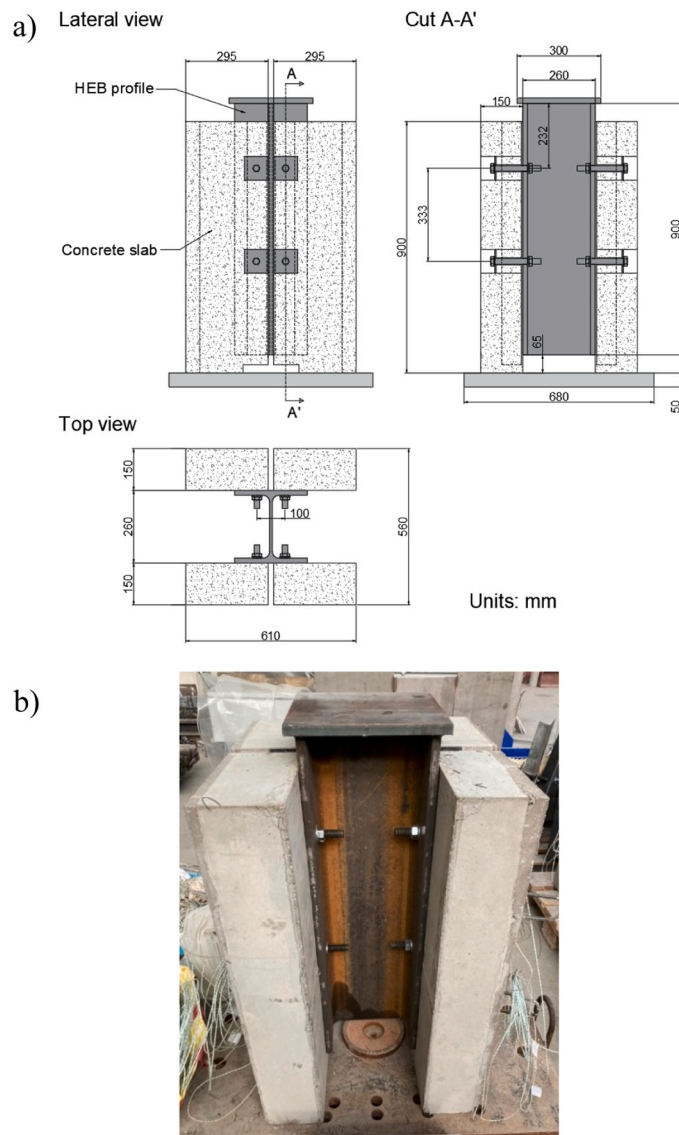 a)
Lateral view
295
295
A
HEB profile
Concrete slab
A'
Cut A-A'
300
260
150
232
333
900
900
65
680
50
Top view
150
260
150
100
560
610
Units: mm
b)